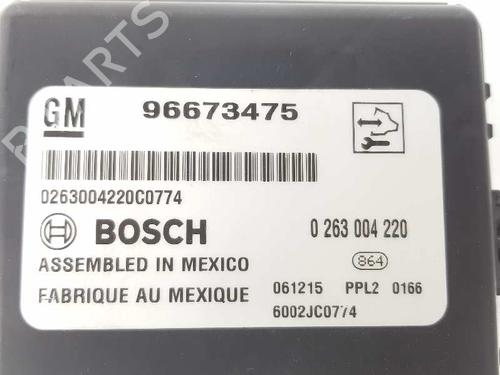 PARTS
GM 96673475
0263004220C0774
BOSCH 0 263 004 220
ASSEMBLED IN MEXICO 864
FABRIQUE AU MEXIQUE 061215 PPL2 0166
6002JC0774